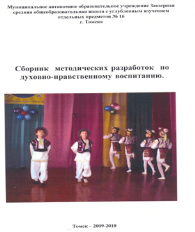 Муниципальное автономное образовательное учреждение Заозерная
средняя общеобразовательная школа с углубленным изучением
отдельных предметов № 16
г. Томска
Сборник методических разработок по
духовно-нравственному воспитанию.
Томск – 2009-2010